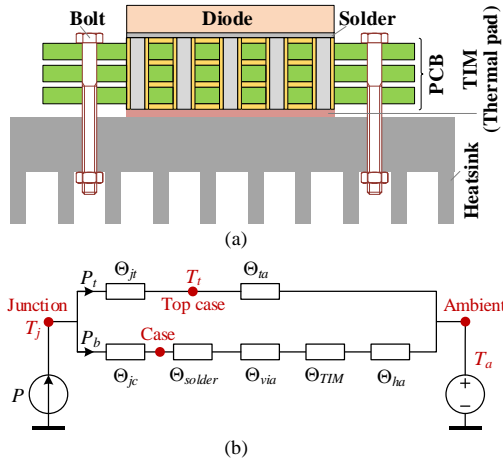 Bolt
Diode
Solder
PCB
TIM
(Thermal pad)
Heatsink
(a)
P_t
Θ_jt
T_t
Θ_ta
Junction
Top case
Ambient
T_j
P_b
Case
T_a
P
Θ_jc
Θ_solder
Θ_via
Θ_TIM
Θ_ha
+
−
(b)